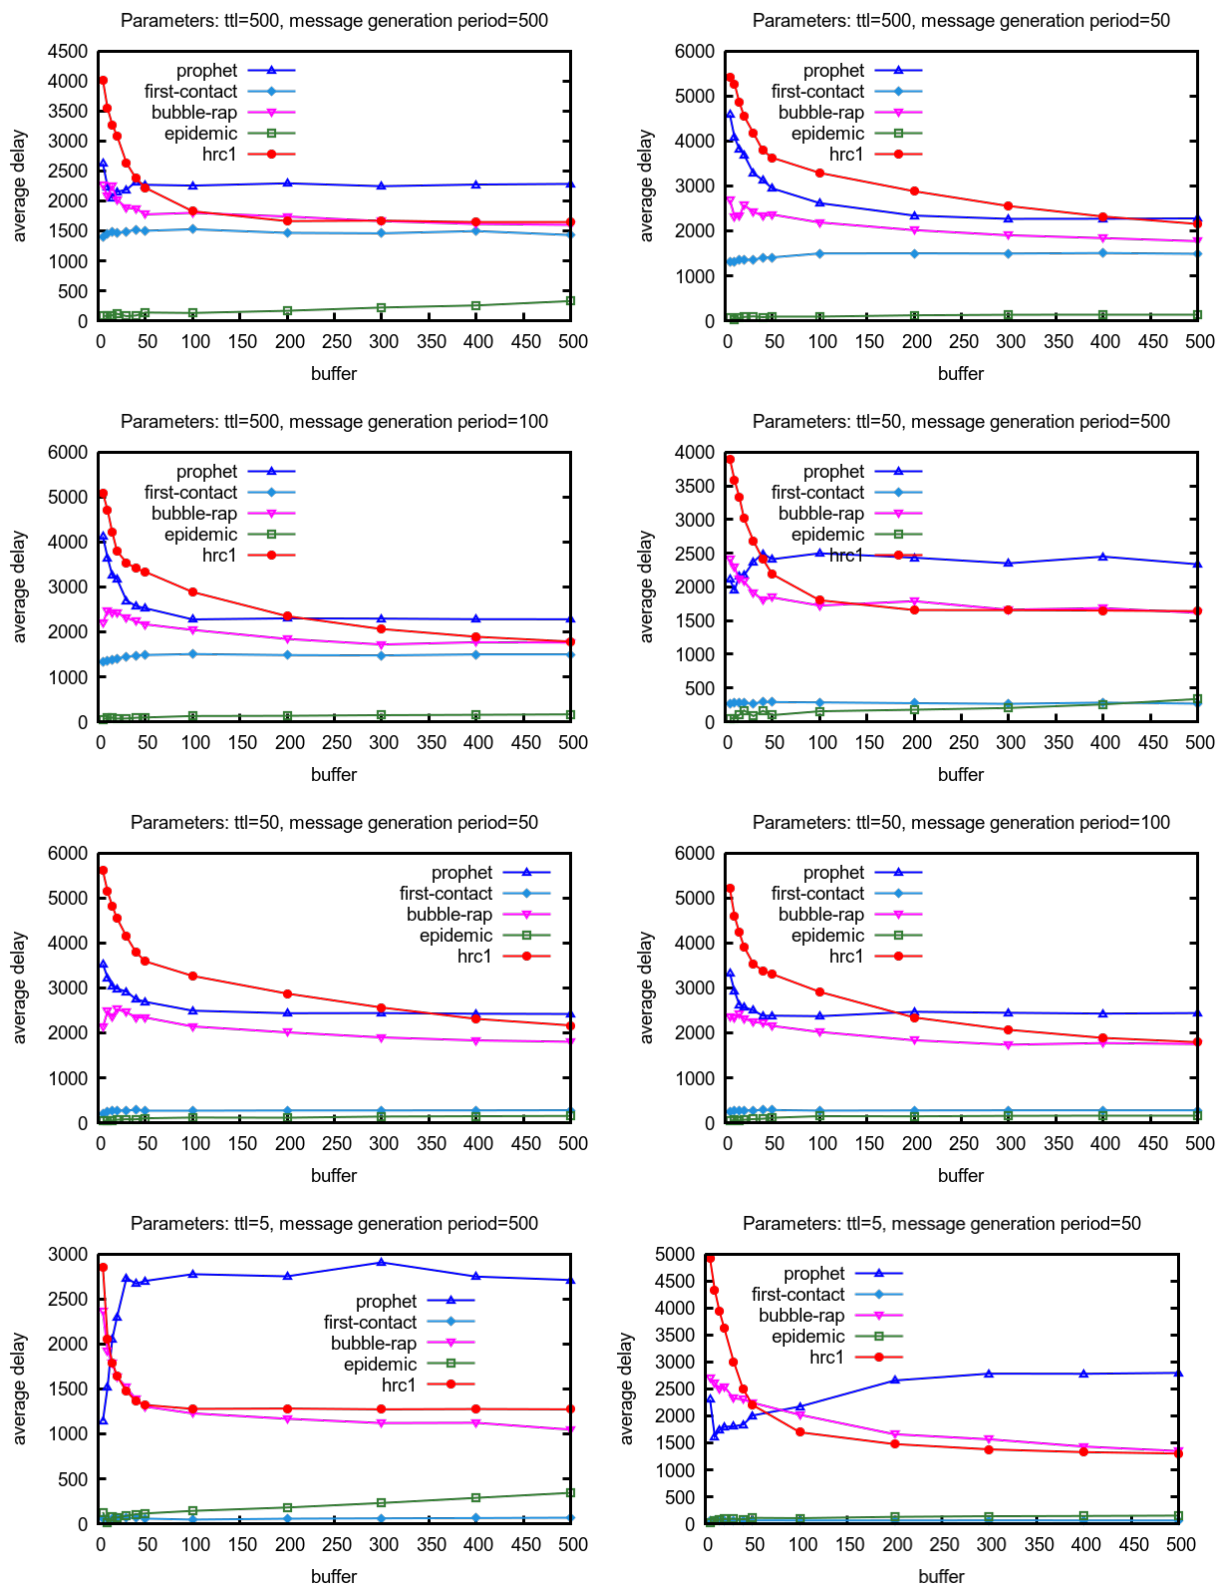 Parameters: ttl=500, message generation period=500
4500
4000
3500
3000
2500
2000
1500
1000
500
0
average delay
prophet
first-contact
bubble-rap
epidemic
hrc1
0 50 100 150 200 250 300 350 400 450 500
buffer
Parameters: ttl=500, message generation period=50
6000
5000
4000
3000
2000
1000
0
average delay
prophet
first-contact
bubble-rap
epidemic
hrc1
0 50 100 150 200 250 300 350 400 450 500
buffer
Parameters: ttl=500, message generation period=100
6000
5000
4000
3000
2000
1000
0
average delay
prophet
first-contact
bubble-rap
epidemic
hrc1
0 50 100 150 200 250 300 350 400 450 500
buffer
Parameters: ttl=50, message generation period=500
4000
3500
3000
2500
2000
1500
1000
500
0
average delay
prophet
first-contact
bubble-rap
epidemic
hrc1
0 50 100 150 200 250 300 350 400 450 500
buffer
Parameters: ttl=50, message generation period=50
6000
5000
4000
3000
2000
1000
0
average delay
prophet
first-contact
bubble-rap
epidemic
hrc1
0 50 100 150 200 250 300 350 400 450 500
buffer
Parameters: ttl=50, message generation period=100
6000
5000
4000
3000
2000
1000
0
average delay
prophet
first-contact
bubble-rap
epidemic
hrc1
0 50 100 150 200 250 300 350 400 450 500
buffer
Parameters: ttl=5, message generation period=500
3000
2500
2000
1500
1000
500
0
average delay
prophet
first-contact
bubble-rap
epidemic
hrc1
0 50 100 150 200 250 300 350 400 450 500
buffer
Parameters: ttl=5, message generation period=50
5000
4500
4000
3500
3000
2500
2000
1500
1000
500
0
average delay
prophet
first-contact
bubble-rap
epidemic
hrc1
0 50 100 150 200 250 300 350 400 450 500
buffer